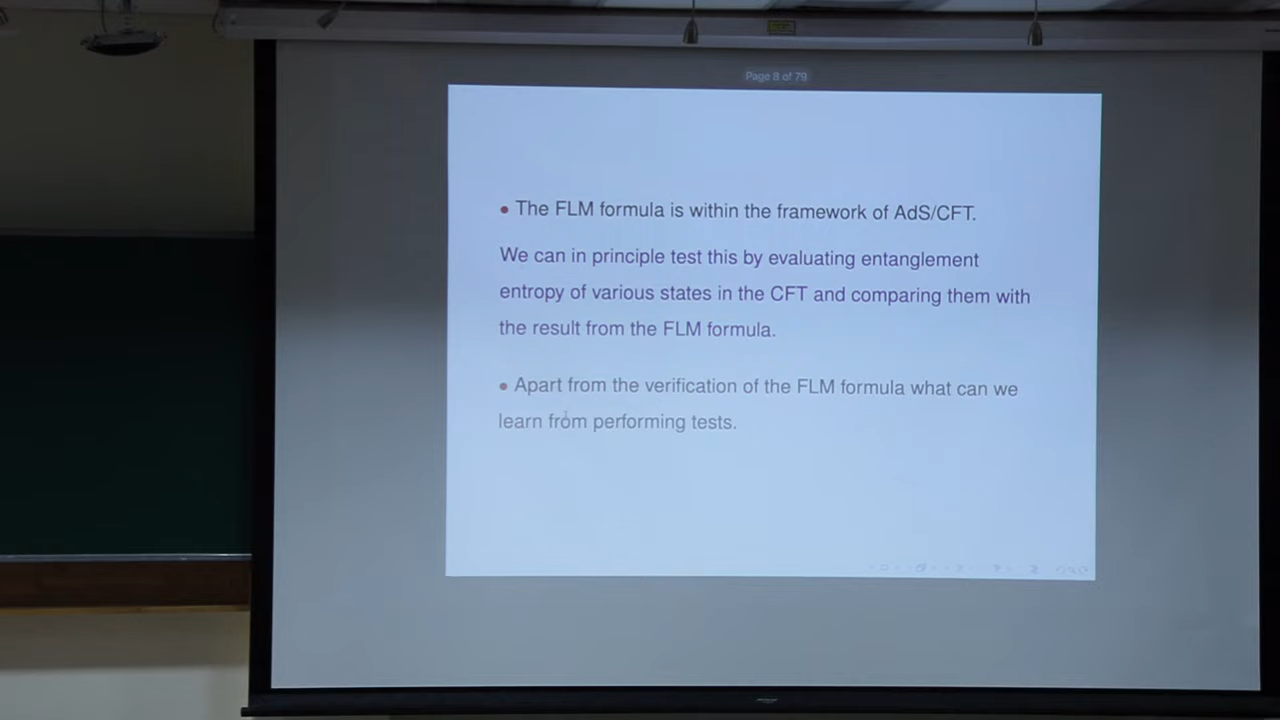 Page 8 of 79
• The FLM formula is within the framework of AdS/CFT.
We can in principle test this by evaluating entanglement
entropy of various states in the CFT and comparing them with
the result from the FLM formula.
• Apart from the verification of the FLM formula what can we
learn from performing tests.